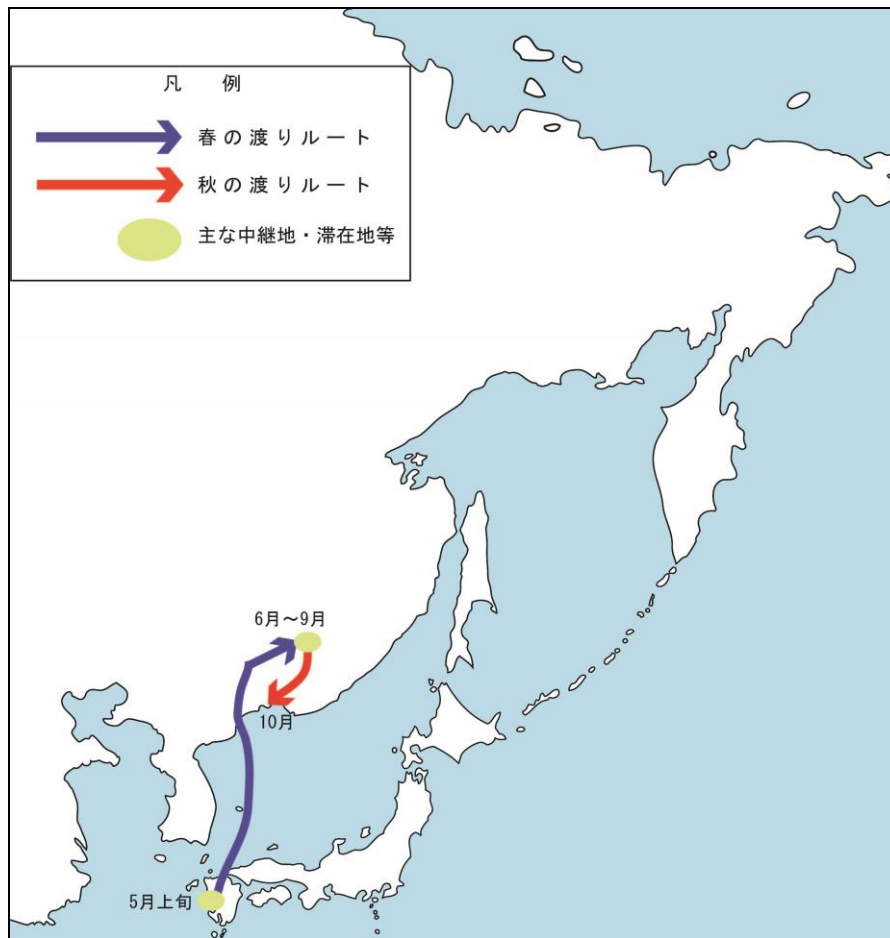 凡 例
春の渡りルート
秋の渡りルート
主な中継地・滞在地等
6月～9月
10月
5月上旬